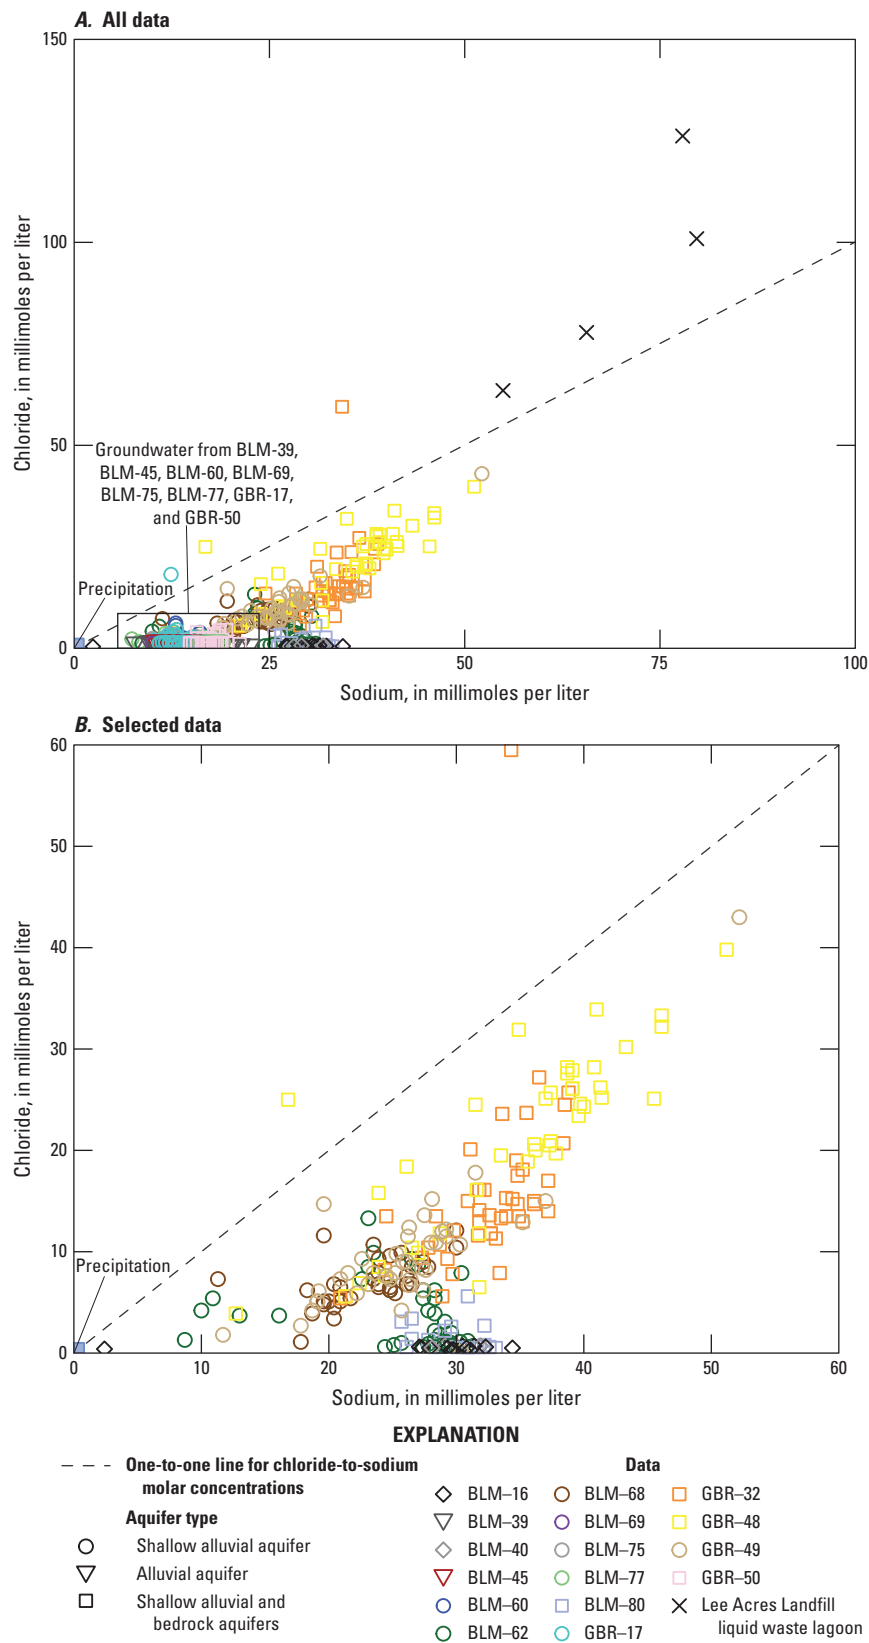 A. All data
150
100
50
0
Chloride, in millimoles per liter
Groundwater from BLM-39,
BLM-45, BLM-60, BLM-69,
BLM-75, BLM-77, GBR-17,
and GBR-50
Precipitation
0 25 50 75 100
Sodium, in millimoles per liter
B. Selected data
60
50
40
30
20
10
0
Chloride, in millimoles per liter
Precipitation
0 10 20 30 40 50 60
Sodium, in millimoles per liter
EXPLANATION
One-to-one line for chloride-to-sodium
molar concentrations
Aquifer type
Shallow alluvial aquifer
Alluvial aquifer
Shallow alluvial and
bedrock aquifers
Data
BLM–16
BLM–39
BLM–40
BLM–45
BLM–60
BLM–62
BLM–68
BLM–69
BLM–75
BLM–77
BLM–80
GBR–17
GBR–32
GBR–48
GBR–49
GBR–50
Lee Acres Landfill
liquid waste lagoon